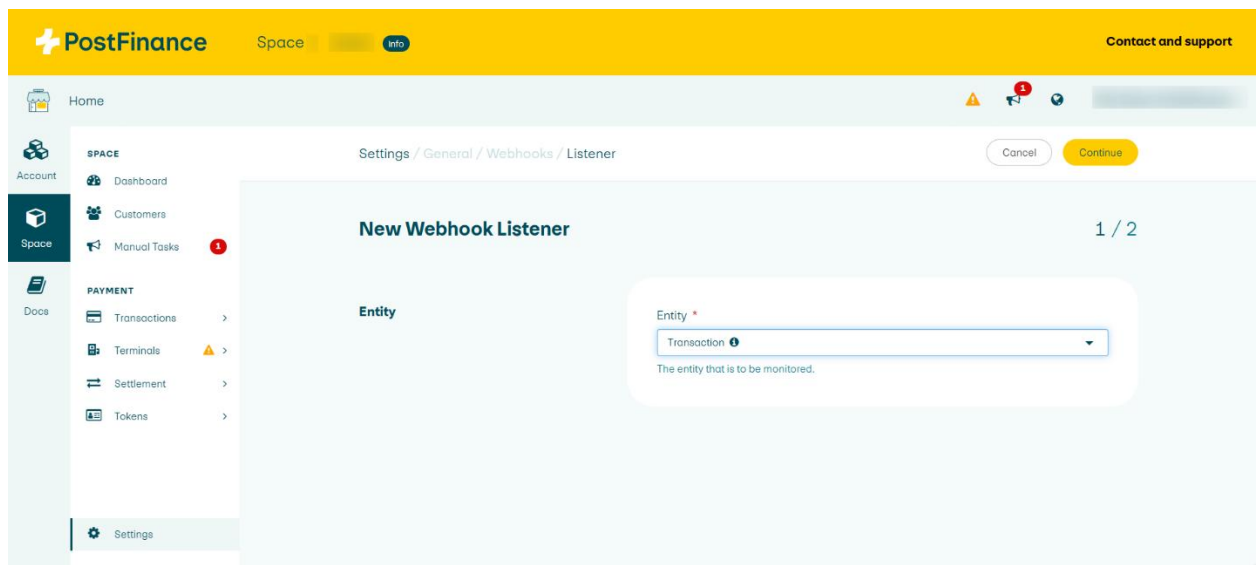 PostFinance
Space
Info
Contact and support
Home
1
Account
Space
Docs
SPACE
Dashboard
Customers
Manual Tasks 1
PAYMENT
Transactions
Terminals
Settlement
Tokens
Settings
Settings / General / Webhooks / Listener
Cancel
Continue
New Webhook Listener
1 / 2
Entity
Entity *
Transaction
The entity that is to be monitored.